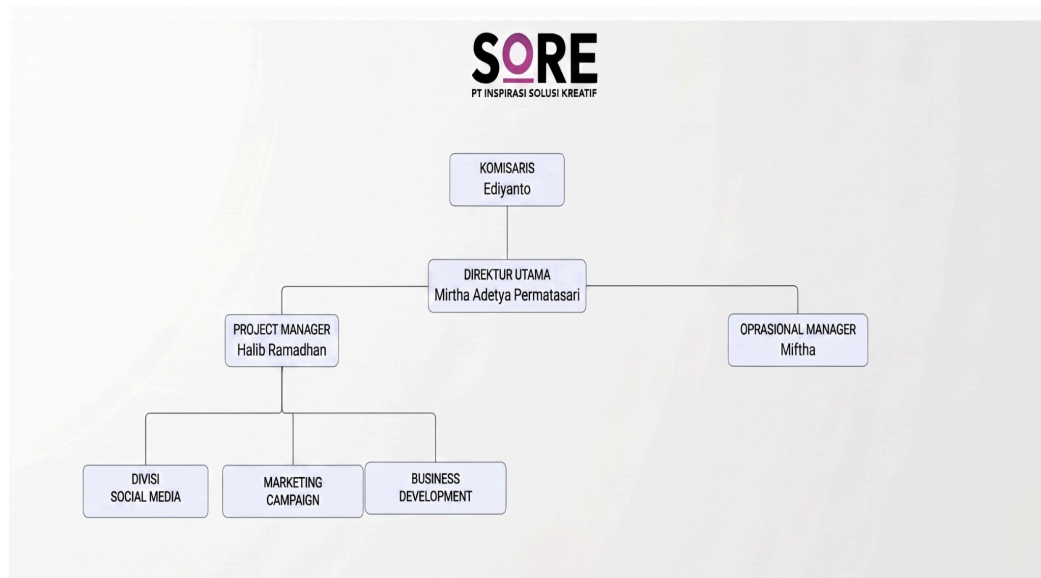 SORE
PT INSPIRASI SOLUSI KREATIF
KOMISARIS
Ediyanto
DIREKTUR UTAMA
Mirtha Adetya Permatasari
PROJECT MANAGER
Halib Ramadhan
OPRASIONAL MANAGER
Miftha
DIVISI
SOCIAL MEDIA
MARKETING
CAMPAIGN
BUSINESS
DEVELOPMENT